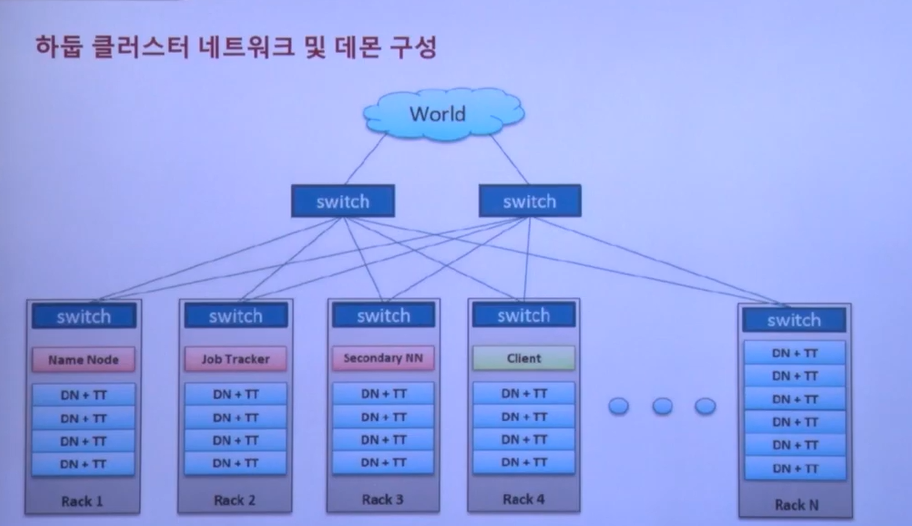 하둡 클러스터 네트워크 및 데몬 구성
World
switch
switch
switch
Name Node
DN + TT
DN + TT
DN + TT
DN + TT
Rack 1
switch
Job Tracker
DN + TT
DN + TT
DN + TT
DN + TT
Rack 2
switch
Secondary NN
DN + TT
DN + TT
DN + TT
DN + TT
Rack 3
switch
Client
DN + TT
DN + TT
DN + TT
DN + TT
Rack 4
switch
DN + TT
DN + TT
DN + TT
DN + TT
DN + TT
DN + TT
Rack N